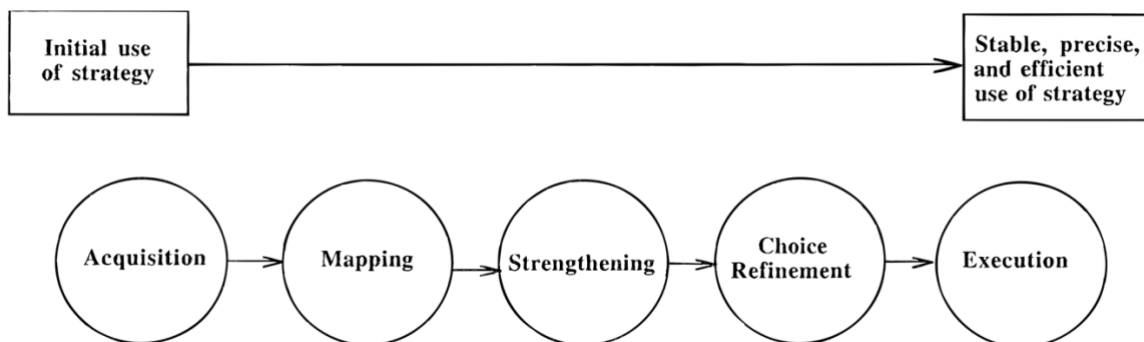 Initial use
of strategy
Stable, precise,
and efficient
use of strategy
Acquisition
Mapping
Strengthening
Choice
Refinement
Execution